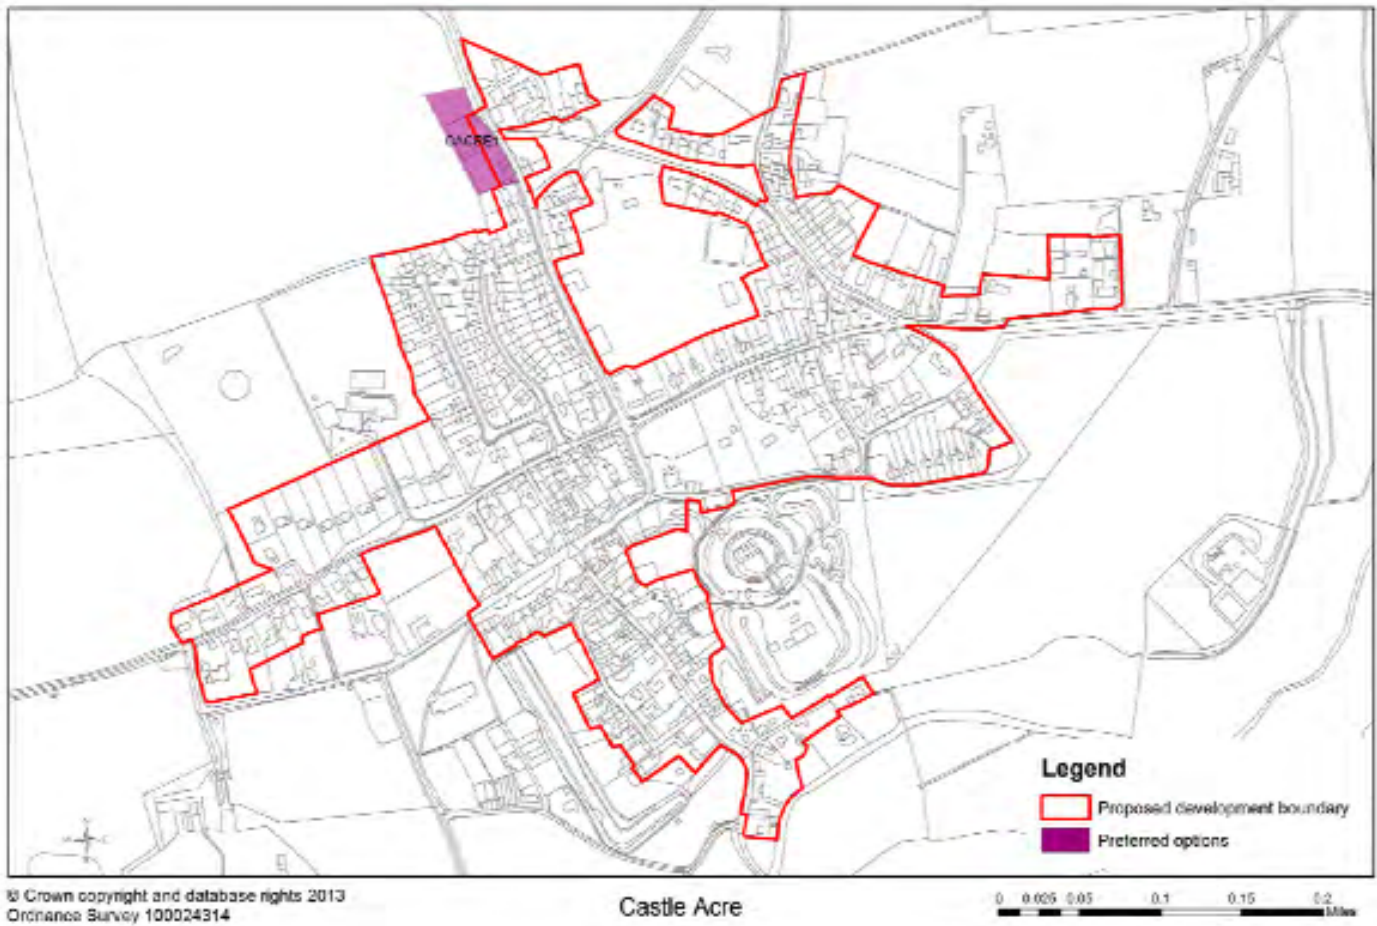 CACRE1
Legend
Proposed development boundary
Preferred options
© Crown copyright and database rights 2013
Ordnance Survey 100024314
Castle Acre
0 0.025 0.05 0.1 0.15 0.2
Miles